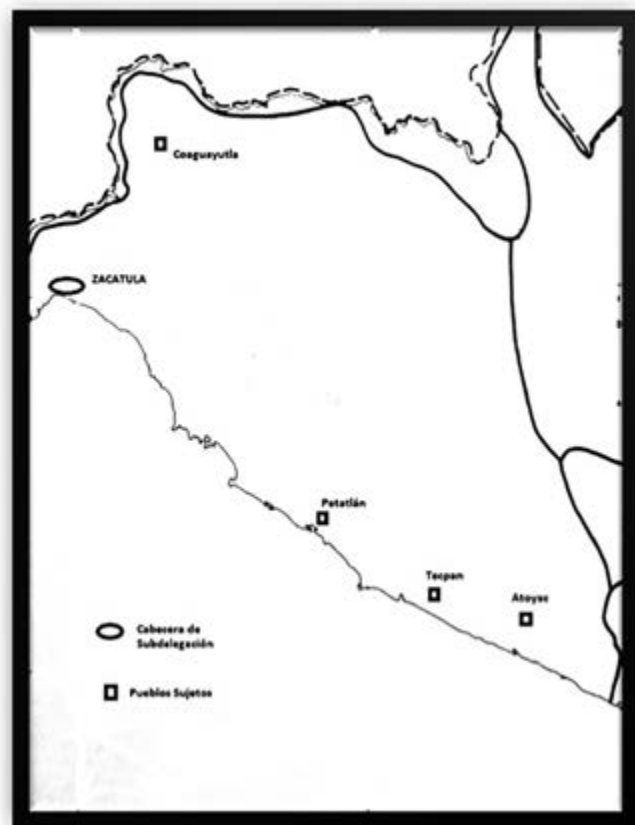 Coaguayutla
ZACATULA
Petatlán
Tecpan
Atoyac
Cabecera de
Subdelegación
Pueblos Sujetos